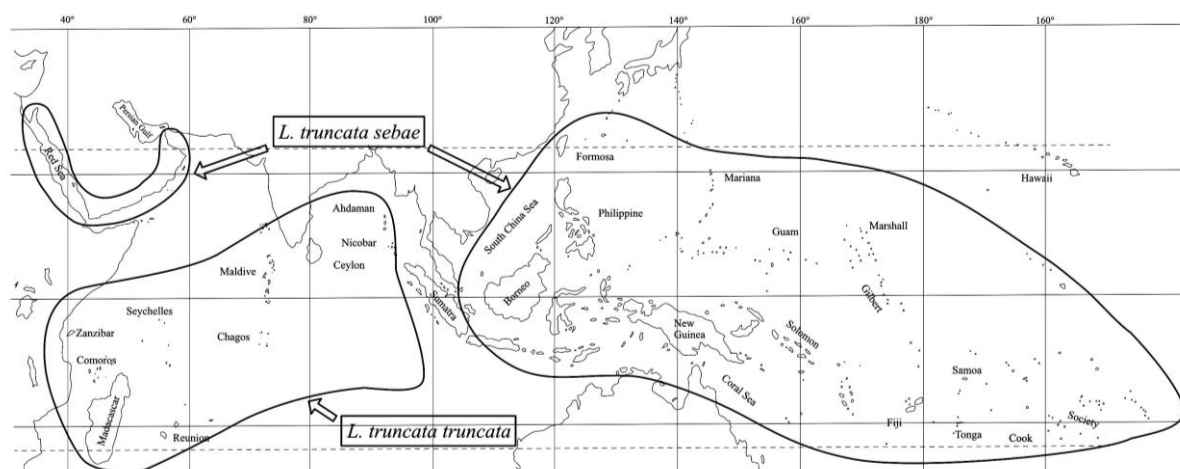 40°
60°
80°
100°
120°
140°
160°
180°
160°
Persian Gulf
Red Sea
L. truncata sebae
Formosa
Mariana
Hawaii
Ahdaman
Philippine
South China Sea
Guam
Marshall
Nicobar
Ceylon
Maldive
Sumatra
Borneo
Gilbert
Seychelles
Zanzibar
Chagos
New
Guinea
Solomon
Comoros
Samoa
Coral Sea
Madagascar
Reunion
L. truncata truncata
Fiji
Tonga
Cook
Society